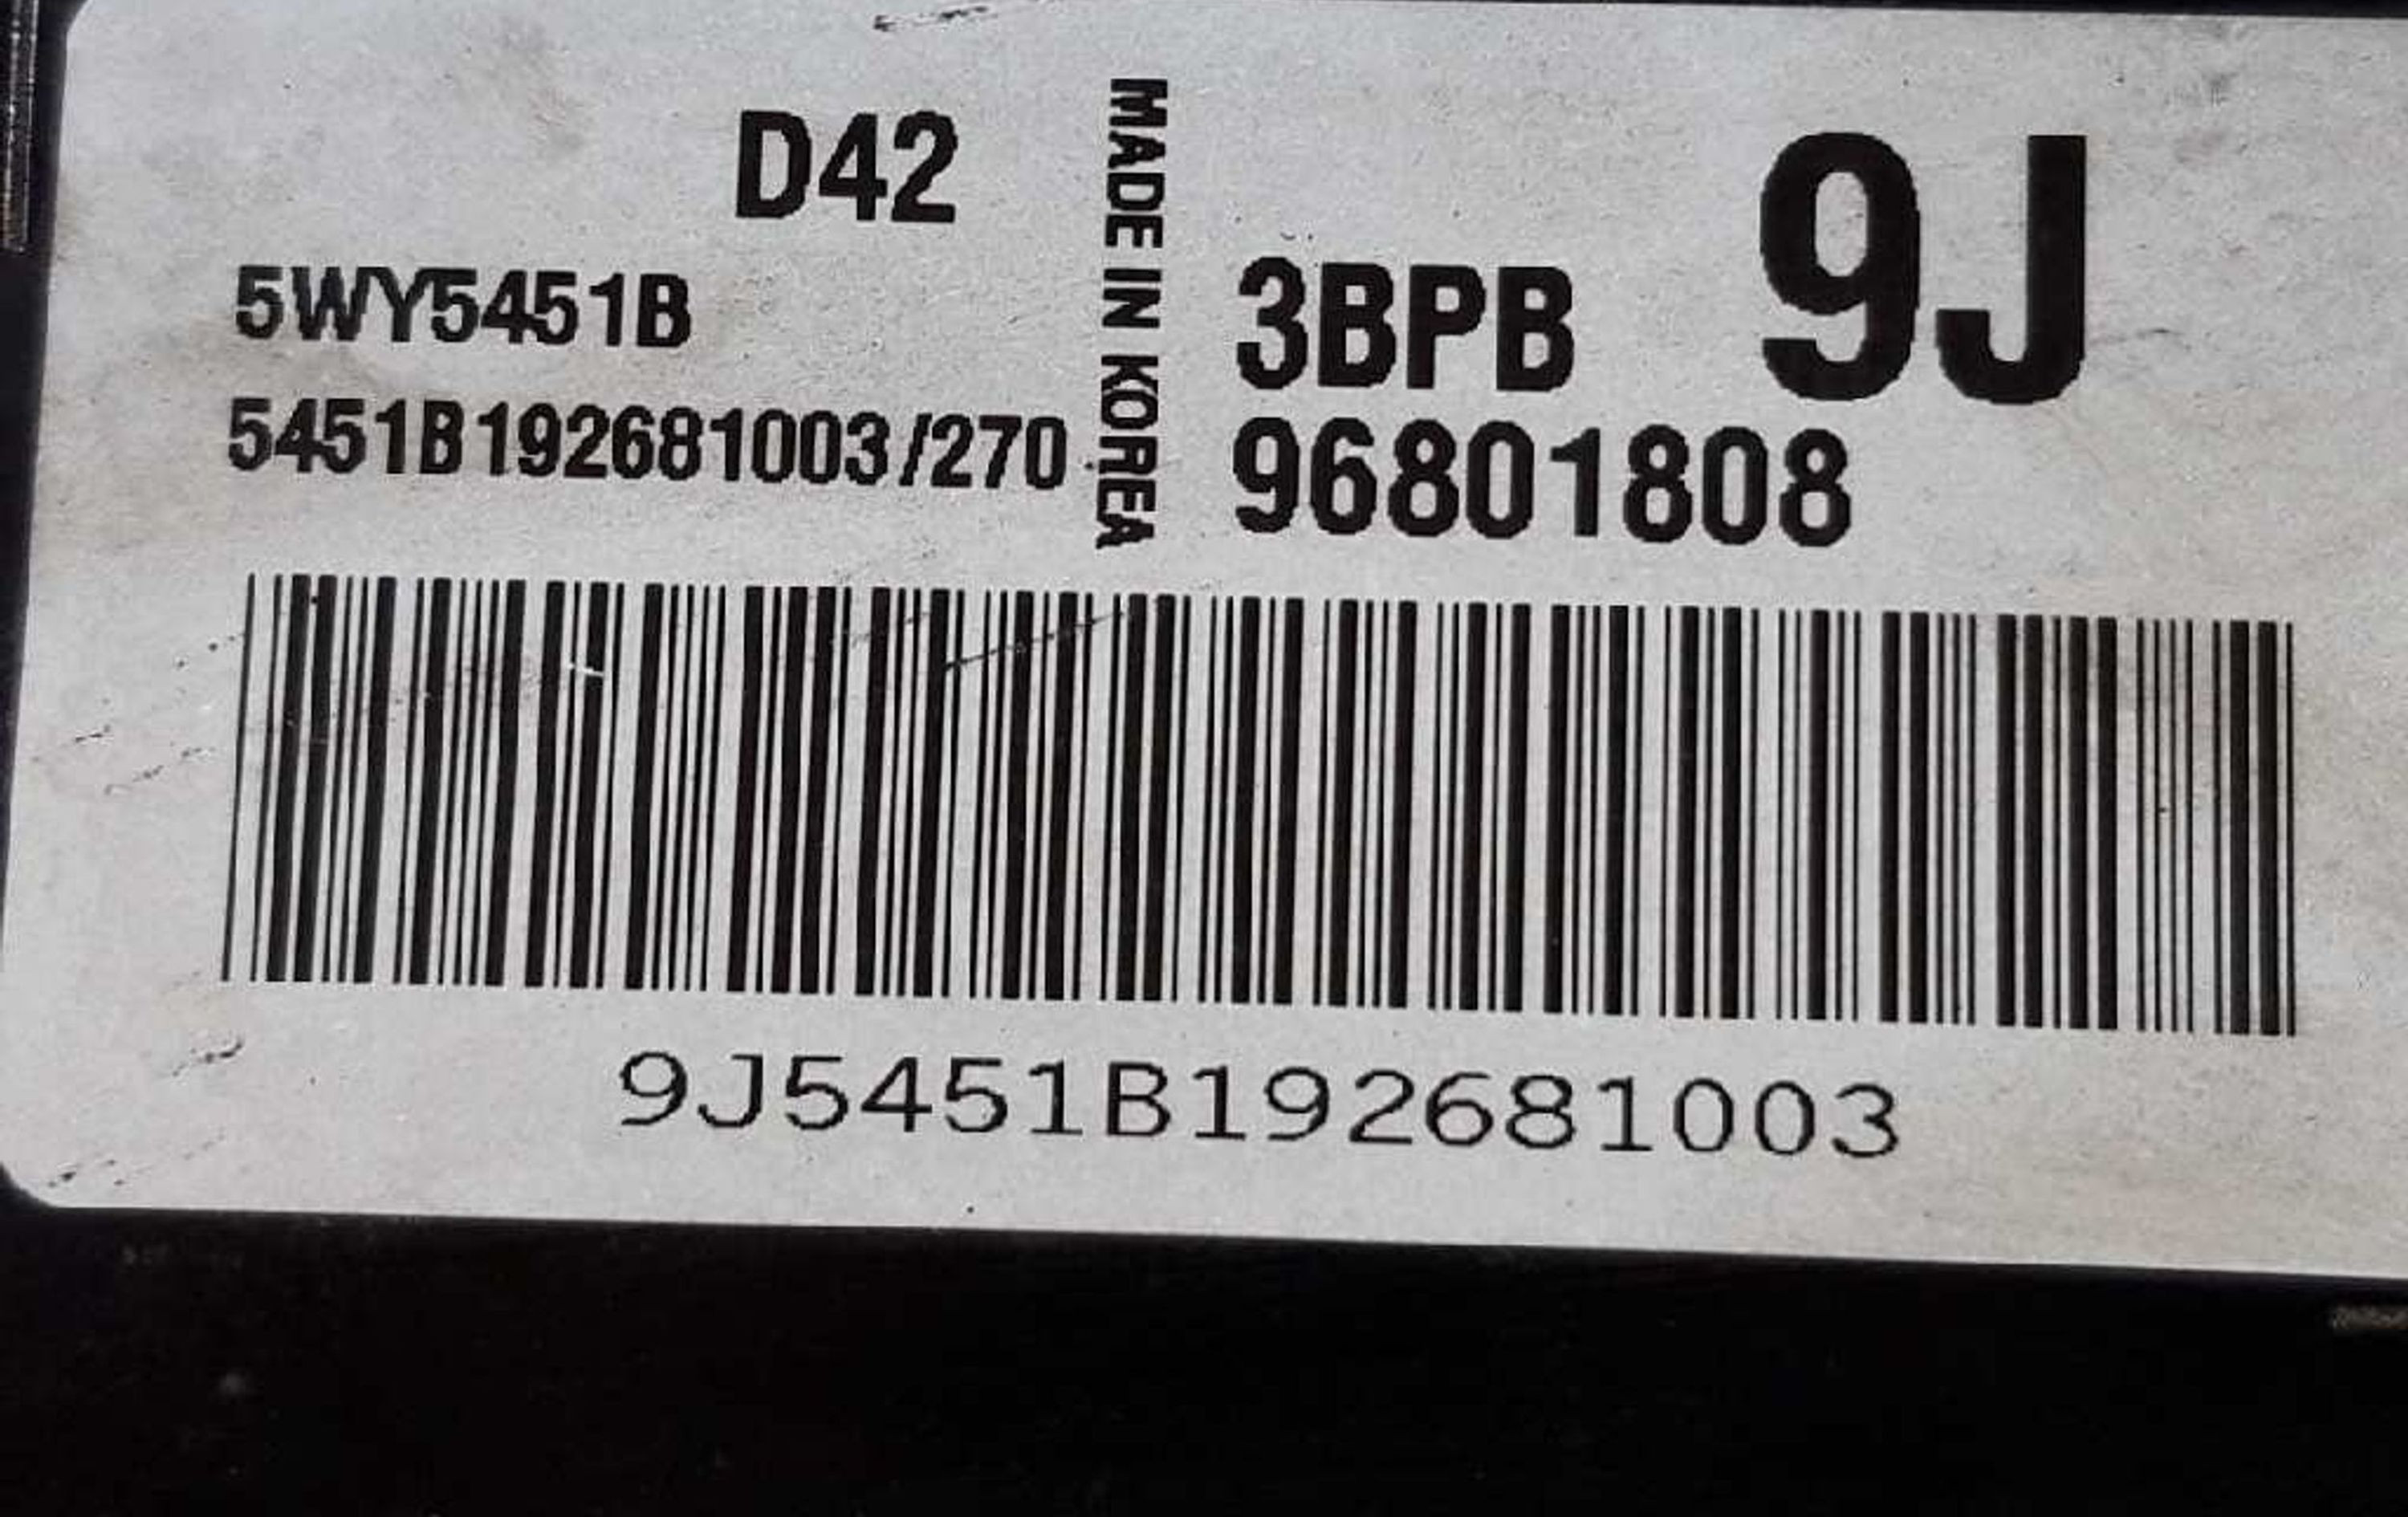 D42
5WY5451B
5451B192681003/270
MADE IN KOREA
3BPB 9J
96801808
9J5451B192681003